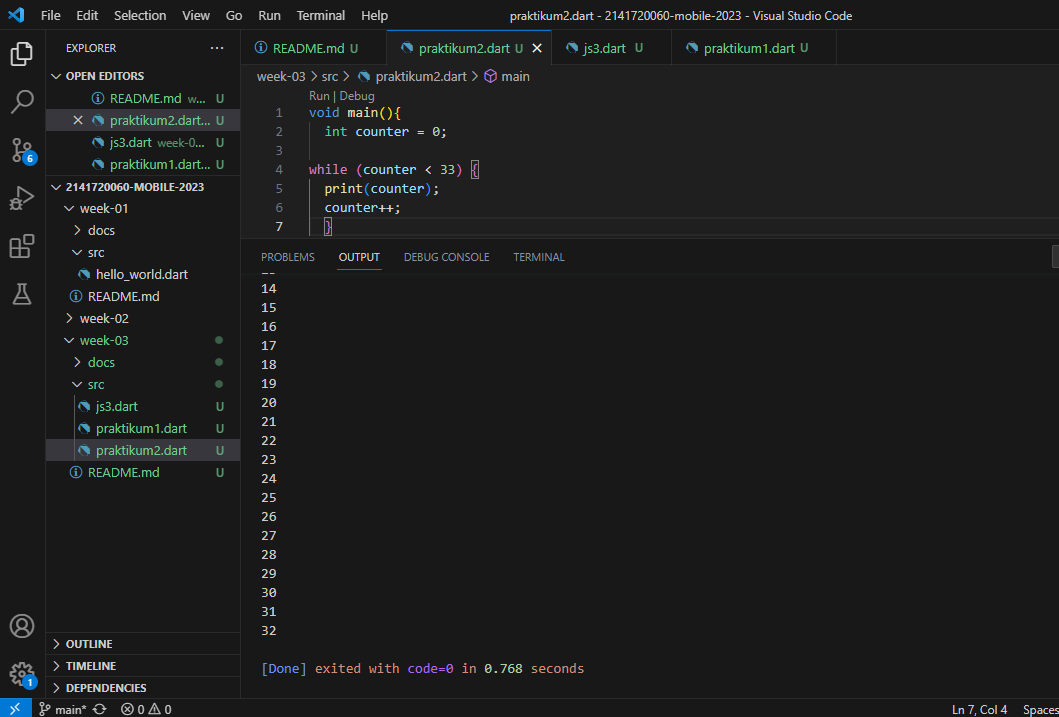 File Edit Selection View Go Run Terminal Help praktikum2.dart - 2141720060-mobile-2023 - Visual Studio Code
EXPLORER ...
OPEN EDITORS
README.md w... U
praktikum2.dart... U
js3.dart week-0... U
praktikum1.dart... U
2141720060-MOBILE-2023
week-01
docs
src
hello_world.dart
README.md
week-02
week-03
docs
src
js3.dart U
praktikum1.dart U
praktikum2.dart U
README.md U
OUTLINE
TIMELINE
DEPENDENCIES
6
1
README.md U praktikum2.dart U js3.dart U praktikum1.dart U
week-03 > src > praktikum2.dart > main
Run | Debug
1 void main(){
2 int counter = 0;
3
4 while (counter < 33) {
5 print(counter);
6 counter++;
7 }
PROBLEMS OUTPUT DEBUG CONSOLE TERMINAL
14
15
16
17
18
19
20
21
22
23
24
25
26
27
28
29
30
31
32
[Done] exited with code=0 in 0.768 seconds
main* 0 0 Ln 7, Col 4 Spaces